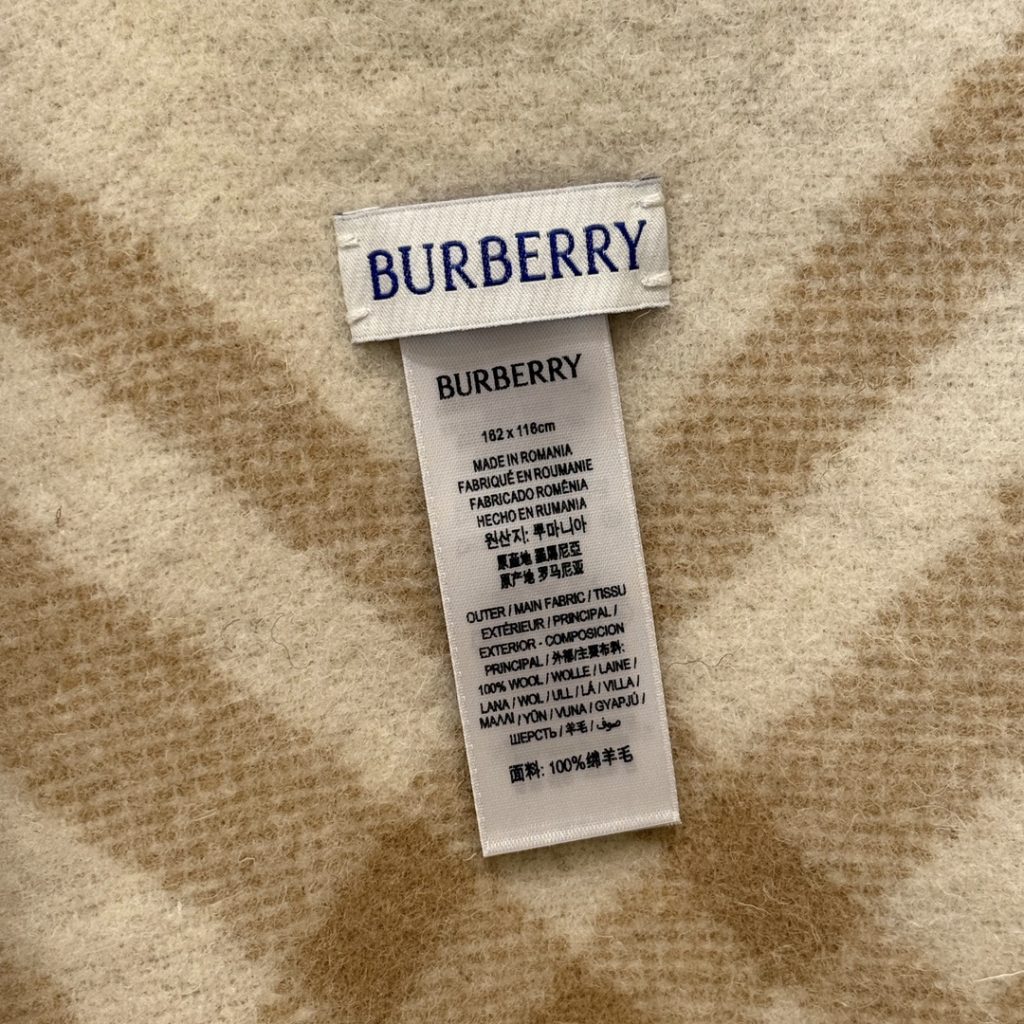 BURBERRY
BURBERRY
162 x 116cm
MADE IN ROMANIA
FABRIQUÉ EN ROUMANIE
FABRICADO ROMÊNIA
HECHO EN RUMANIA
원산지: 루마니아
原產地 羅馬尼亞
原产地 罗马尼亚
OUTER / MAIN FABRIC / TISSU
EXTÉRIEUR / PRINCIPAL /
EXTERIOR - COMPOSICION
PRINCIPAL / 外部/主要布料:
100% WOOL / WOLLE / LAINE /
LANA / WOL / ULL / LÃ / VILLA /
ΜΑΛΛΙ / YÜN / VUNA / GYAPJÚ /
ШЕРСТЬ / 羊毛 / صوف
面料: 100%绵羊毛